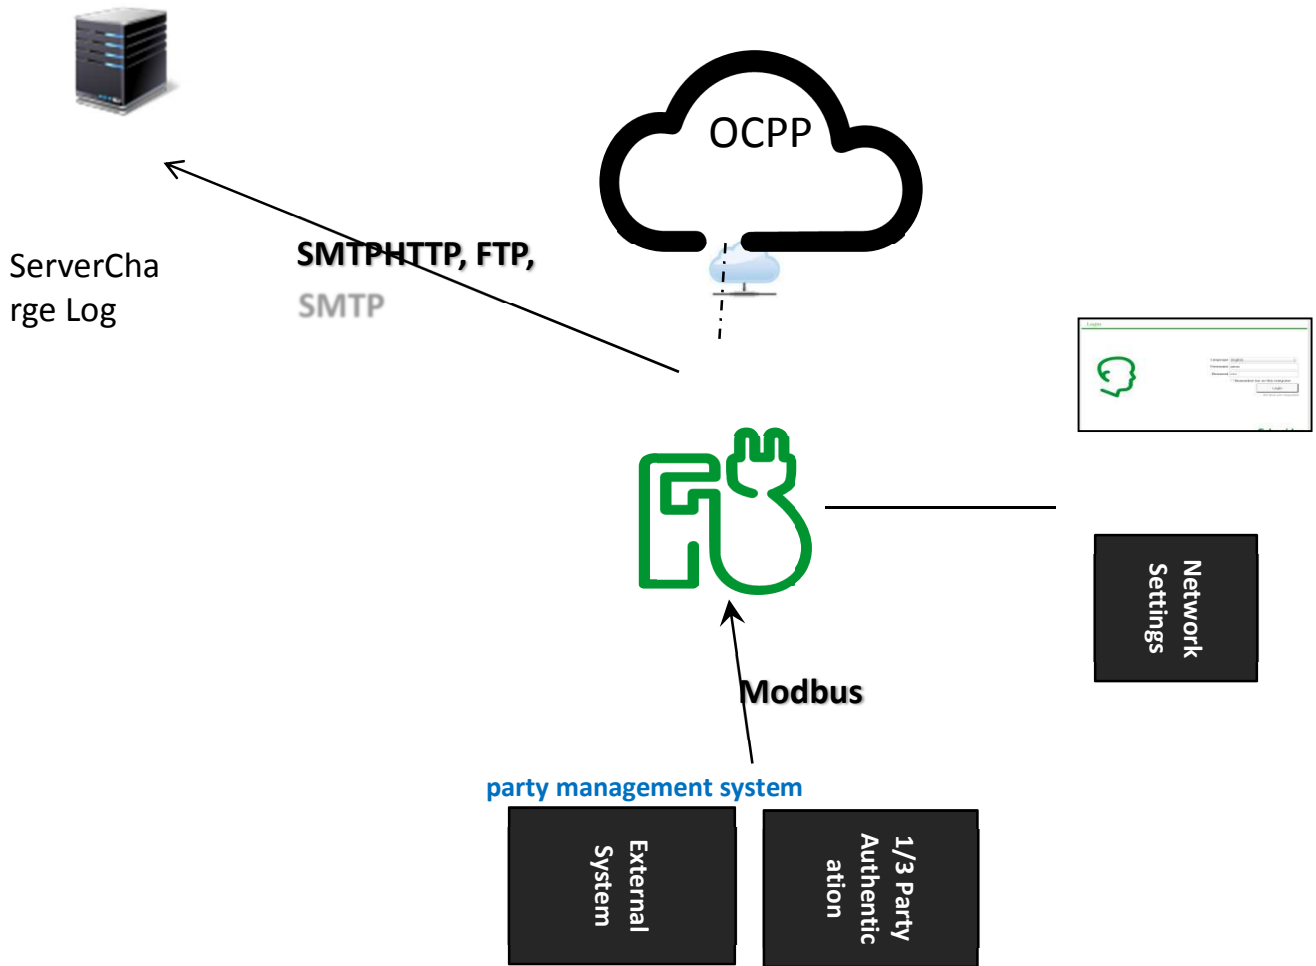 OCPP
ServerCha
rge Log
SMTPHTTP, FTP,
SMTP
Login
Network
Settings
Modbus
party management system
External
System
1/3 Party
Authentic
ation